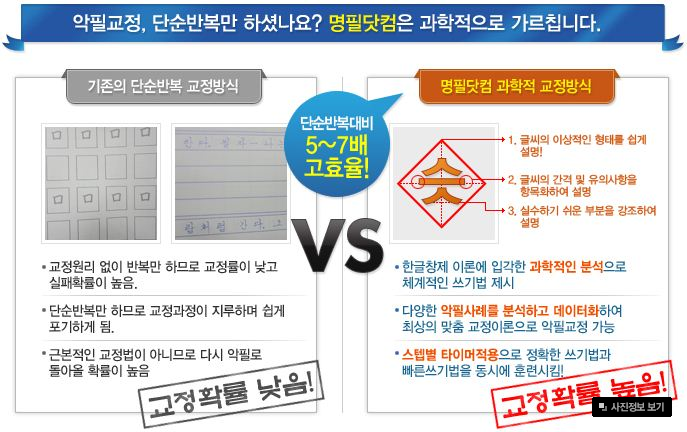 악필교정, 단순반복만 하셨나요? 명필닷컴은 과학적으로 가르칩니다.
기존의 단순반복 교정방식
ㅁ ㅁ ㅁ ㅁ
ㅁ ㅁ ㅁ ㅁ
람처럼 간다.
교정원리 없이 반복만 하므로 교정률이 낮고
실패확률이 높음.
단순반복만 하므로 교정과정이 지루하며 쉽게
포기하게 됨.
근본적인 교정법이 아니므로 다시 악필로
돌아올 확률이 높음
교정확률 낮음!
단순반복대비
5~7배
고효율!
VS
명필닷컴 과학적 교정방식
숏
1. 글씨의 이상적인 형태를 쉽게
설명!
2. 글씨의 간격 및 유의사항을
항목화하여 설명
3. 실수하기 쉬운 부분을 강조하여
설명
한글창제 이론에 입각한 과학적인 분석으로
체계적인 쓰기법 제시
다양한 악필사례를 분석하고 데이터화하여
최상의 맞춤 교정이론으로 악필교정 가능
스텝별 타이머적용으로 정확한 쓰기법과
빠른쓰기법을 동시에 훈련시킴!
교정확률 높음!
사진정보 보기